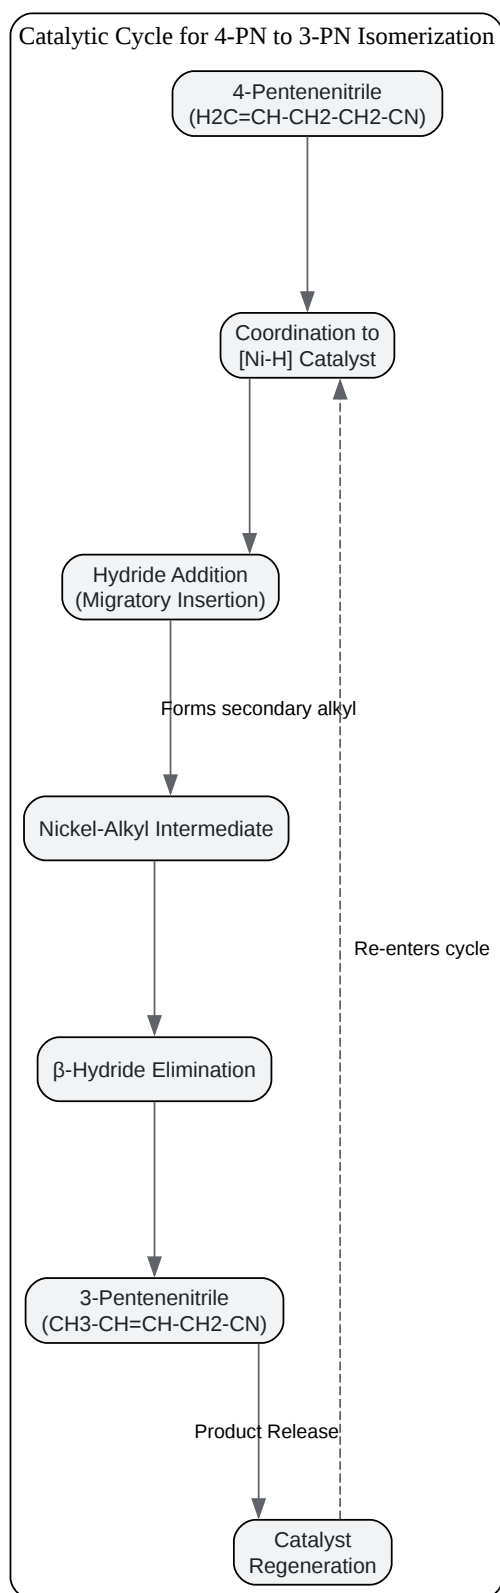 Catalytic Cycle for 4-PN to 3-PN Isomerization
4-Pentenenitrile
(H2C=CH-CH2-CH2-CN)
Coordination to
[Ni-H] Catalyst
Hydride Addition
(Migratory Insertion)
Forms secondary alkyl
Nickel-Alkyl Intermediate
Re-enters cycle
β-Hydride Elimination
3-Pentenenitrile
(CH3-CH=CH-CH2-CN)
Product Release
Catalyst
Regeneration